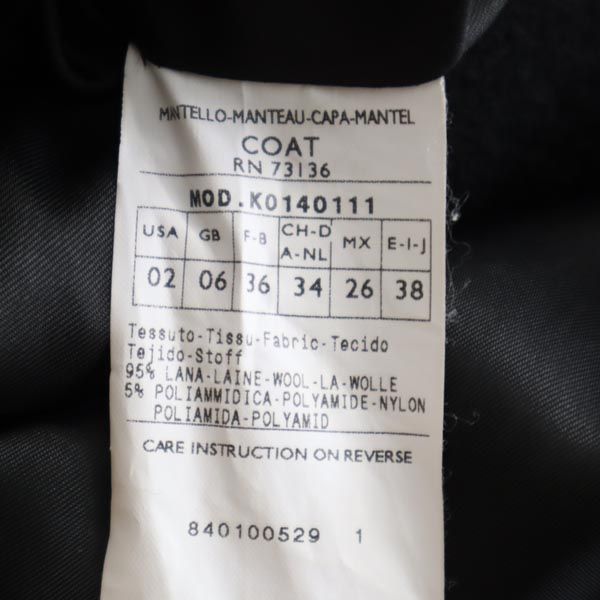 MANTELLO-MANTEAU-CAPA-MANTEL
COAT
RN 73136
MOD.K0140111
USA GB F-B CH-D A-NL MX E-I-J
02 06 36 34 26 38
Tessuto-Tissu-Fabric-Tecido
Tejido-Stoff
95% LANA-LAINE-WOOL-LA-WOLLE
5% POLIAMMIDICA-POLYAMIDE-NYLON
POLIAMIDA-POLYAMID
CARE INSTRUCTION ON REVERSE
840100529 1